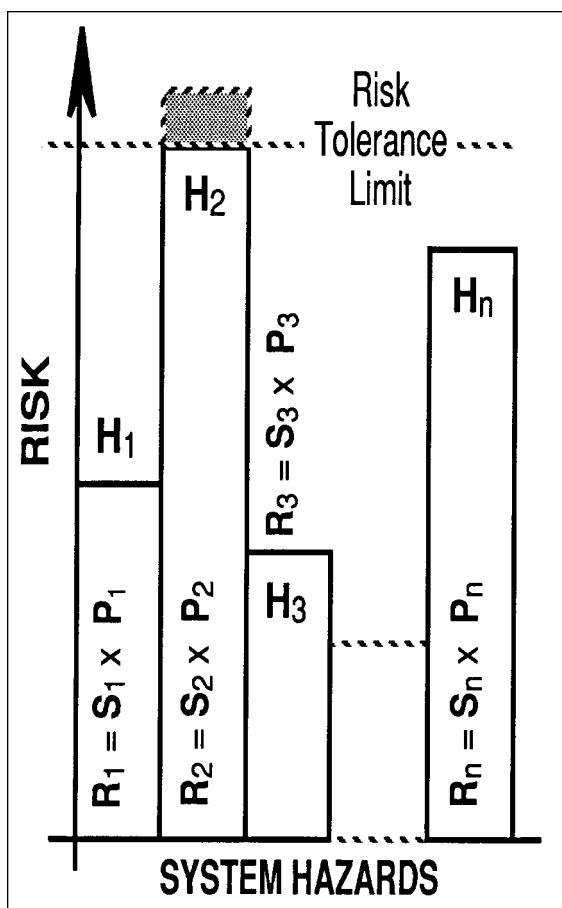 Risk
Tolerance
Limit
RISK
H₁
R₁ = S₁ x P₁
H₂
R₂ = S₂ x P₂
R₃ = S₃ x P₃
H₃
Hₙ
Rₙ = Sₙ x Pₙ
SYSTEM HAZARDS